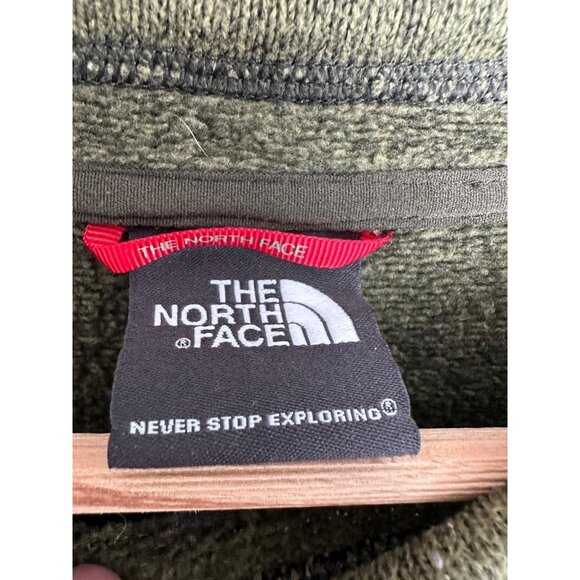 THE NORTH FACE
THE
NORTH
®FACE
NEVER STOP EXPLORING®